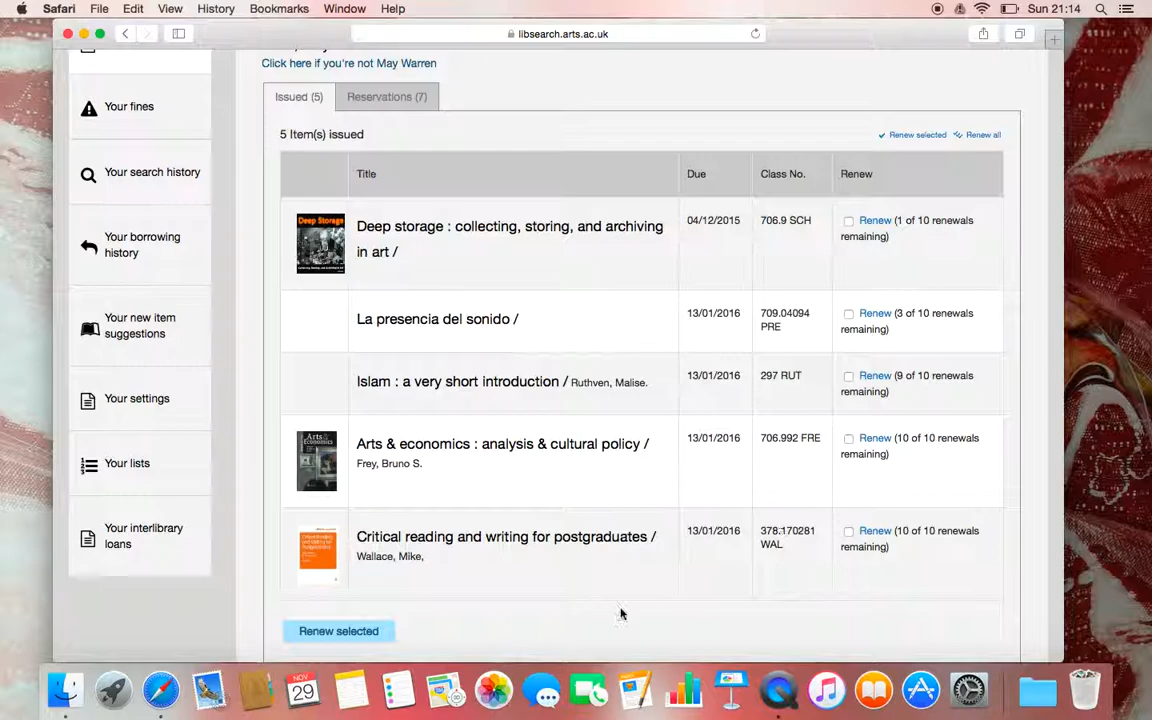 Safari File Edit View History Bookmarks Window Help Sun 21:14
libsearch.arts.ac.uk
Click here if you're not May Warren
Your fines
Your search history
Your borrowing
history
Your new item
suggestions
Your settings
Your lists
Your interlibrary
loans
Issued (5) Reservations (7)
5 Item(s) issued
Renew selected Renew all
Title Due Class No. Renew
Deep Storage
Deep storage : collecting, storing, and archiving
in art /
04/12/2015 706.9 SCH Renew (1 of 10 renewals
remaining)
La presencia del sonido /
13/01/2016 709.04094
PRE
Renew (3 of 10 renewals
remaining)
Islam : a very short introduction / Ruthven, Malise.
13/01/2016 297 RUT Renew (9 of 10 renewals
remaining)
Arts &
Economics
Arts & economics : analysis & cultural policy /
Frey, Bruno S.
13/01/2016 706.992 FRE Renew (10 of 10 renewals
remaining)
Critical reading and writing for postgraduates /
Wallace, Mike,
13/01/2016 378.170281
WAL
Renew (10 of 10 renewals
remaining)
Renew selected
NOV
29